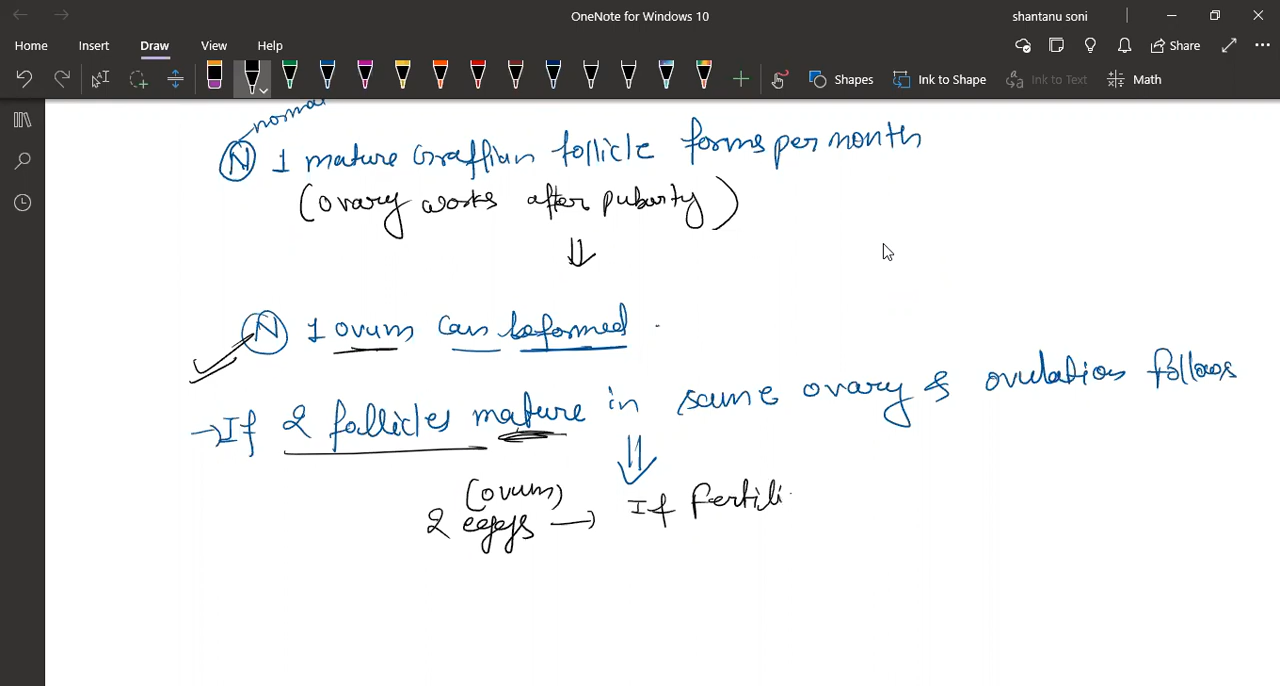 OneNote for Windows 10
shantanu soni
Home Insert Draw View Help
Share
Shapes Ink to Shape Ink to Text Math
normal
N 1 mature Graffian follicle forms per month
(ovary works after puberty)
⇓
N 1 ovum can beformed.
→If 2 follicles mature in same ovary & ovulation follows
⇓
(ovum)
2 eggs → If fertili